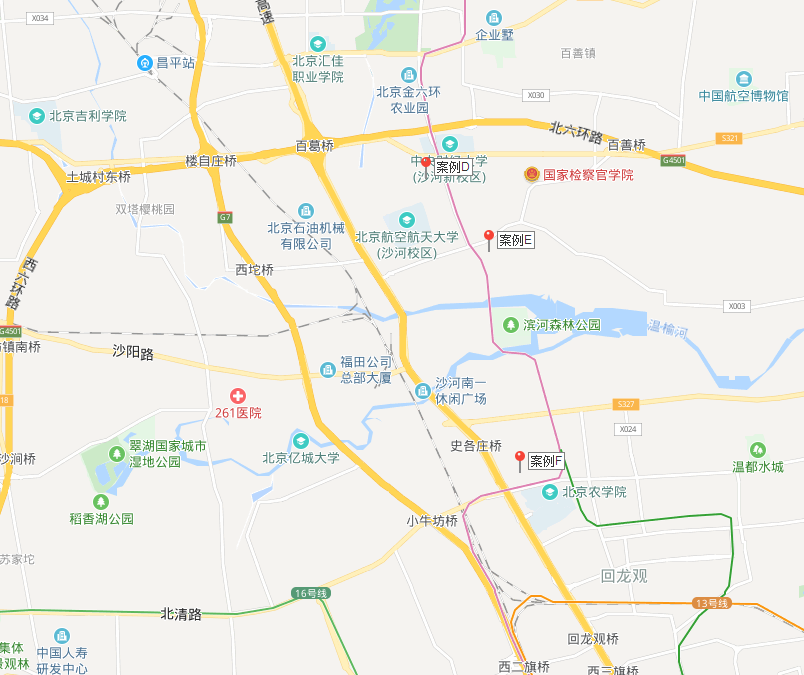 高速
X034
企业墅
百善镇
昌平站
北京汇佳
职业学院
北京金六环
农业园
中国航空博物馆
X030
北京吉利学院
北六环路
百善桥
S321
百葛桥
楼自庄桥
G4501
案例D
(沙河新校区)
国家检察官学院
土城村东桥
双塔樱桃园
G7
北京石油机械
有限公司
北京航空航天大学
(沙河校区)
案例E
西坨桥
西六环路
X003
滨河森林公园
温榆河
G4501
镇南桥
沙阳路
福田公司
总部大厦
沙河南一
休闲广场
18
261医院
S327
X024
翠湖国家城市
湿地公园
史各庄桥
北京亿城大学
案例F
沙涧桥
温都水城
北京农学院
稻香湖公园
小牛坊桥
苏家坨
回龙观
16号线
13号线
北清路
集体
景观林
中国人寿
研发中心
回龙观桥
西二旗桥
西三旗桥